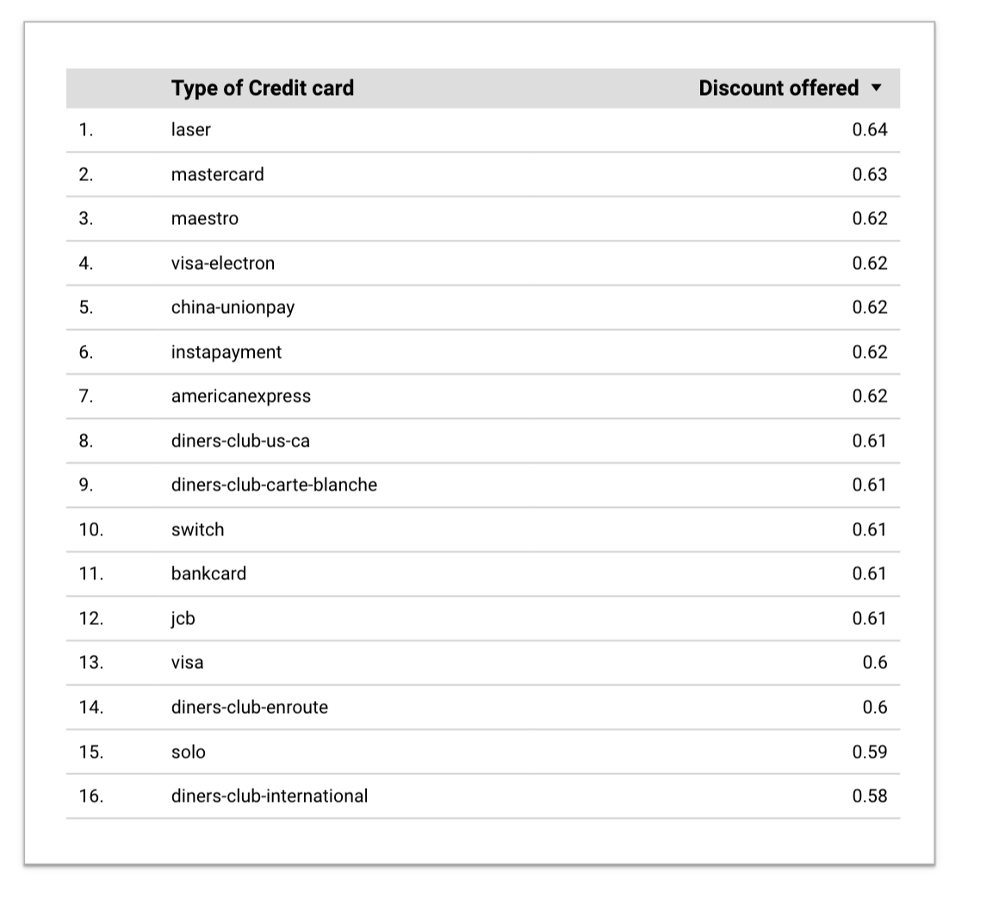 Type of Credit card Discount offered
1. laser 0.64
2. mastercard 0.63
3. maestro 0.62
4. visa-electron 0.62
5. china-unionpay 0.62
6. instapayment 0.62
7. americanexpress 0.62
8. diners-club-us-ca 0.61
9. diners-club-carte-blanche 0.61
10. switch 0.61
11. bankcard 0.61
12. jcb 0.61
13. visa 0.6
14. diners-club-enroute 0.6
15. solo 0.59
16. diners-club-international 0.58